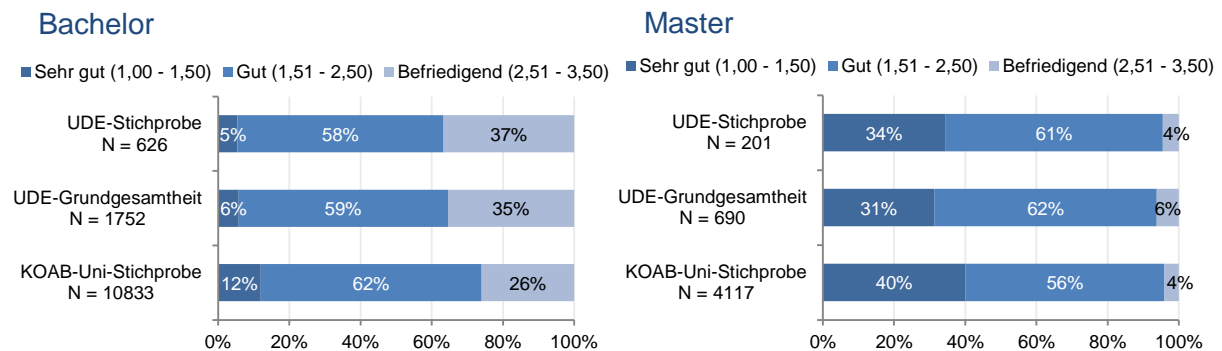 Bachelor
Sehr gut (1,00 - 1,50) Gut (1,51 - 2,50) Befriedigend (2,51 - 3,50)
UDE-Stichprobe
N = 626
5% 58% 37%
UDE-Grundgesamtheit
N = 1752
6% 59% 35%
KOAB-Uni-Stichprobe
N = 10833
12% 62% 26%
0% 20% 40% 60% 80% 100%
Master
Sehr gut (1,00 - 1,50) Gut (1,51 - 2,50) Befriedigend (2,51 - 3,50)
UDE-Stichprobe
N = 201
34% 61% 4%
UDE-Grundgesamtheit
N = 690
31% 62% 6%
KOAB-Uni-Stichprobe
N = 4117
40% 56% 4%
0% 20% 40% 60% 80% 100%